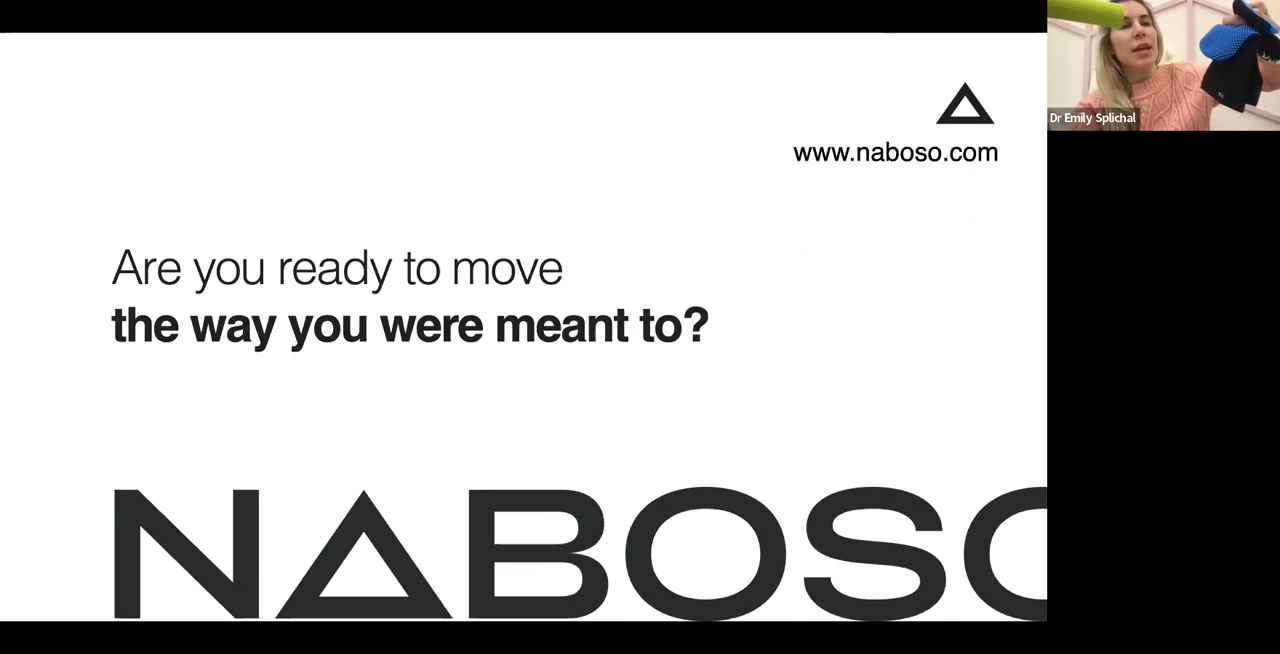 www.naboso.com
Are you ready to move
the way you were meant to?
NABOSO
Dr Emily Splichal